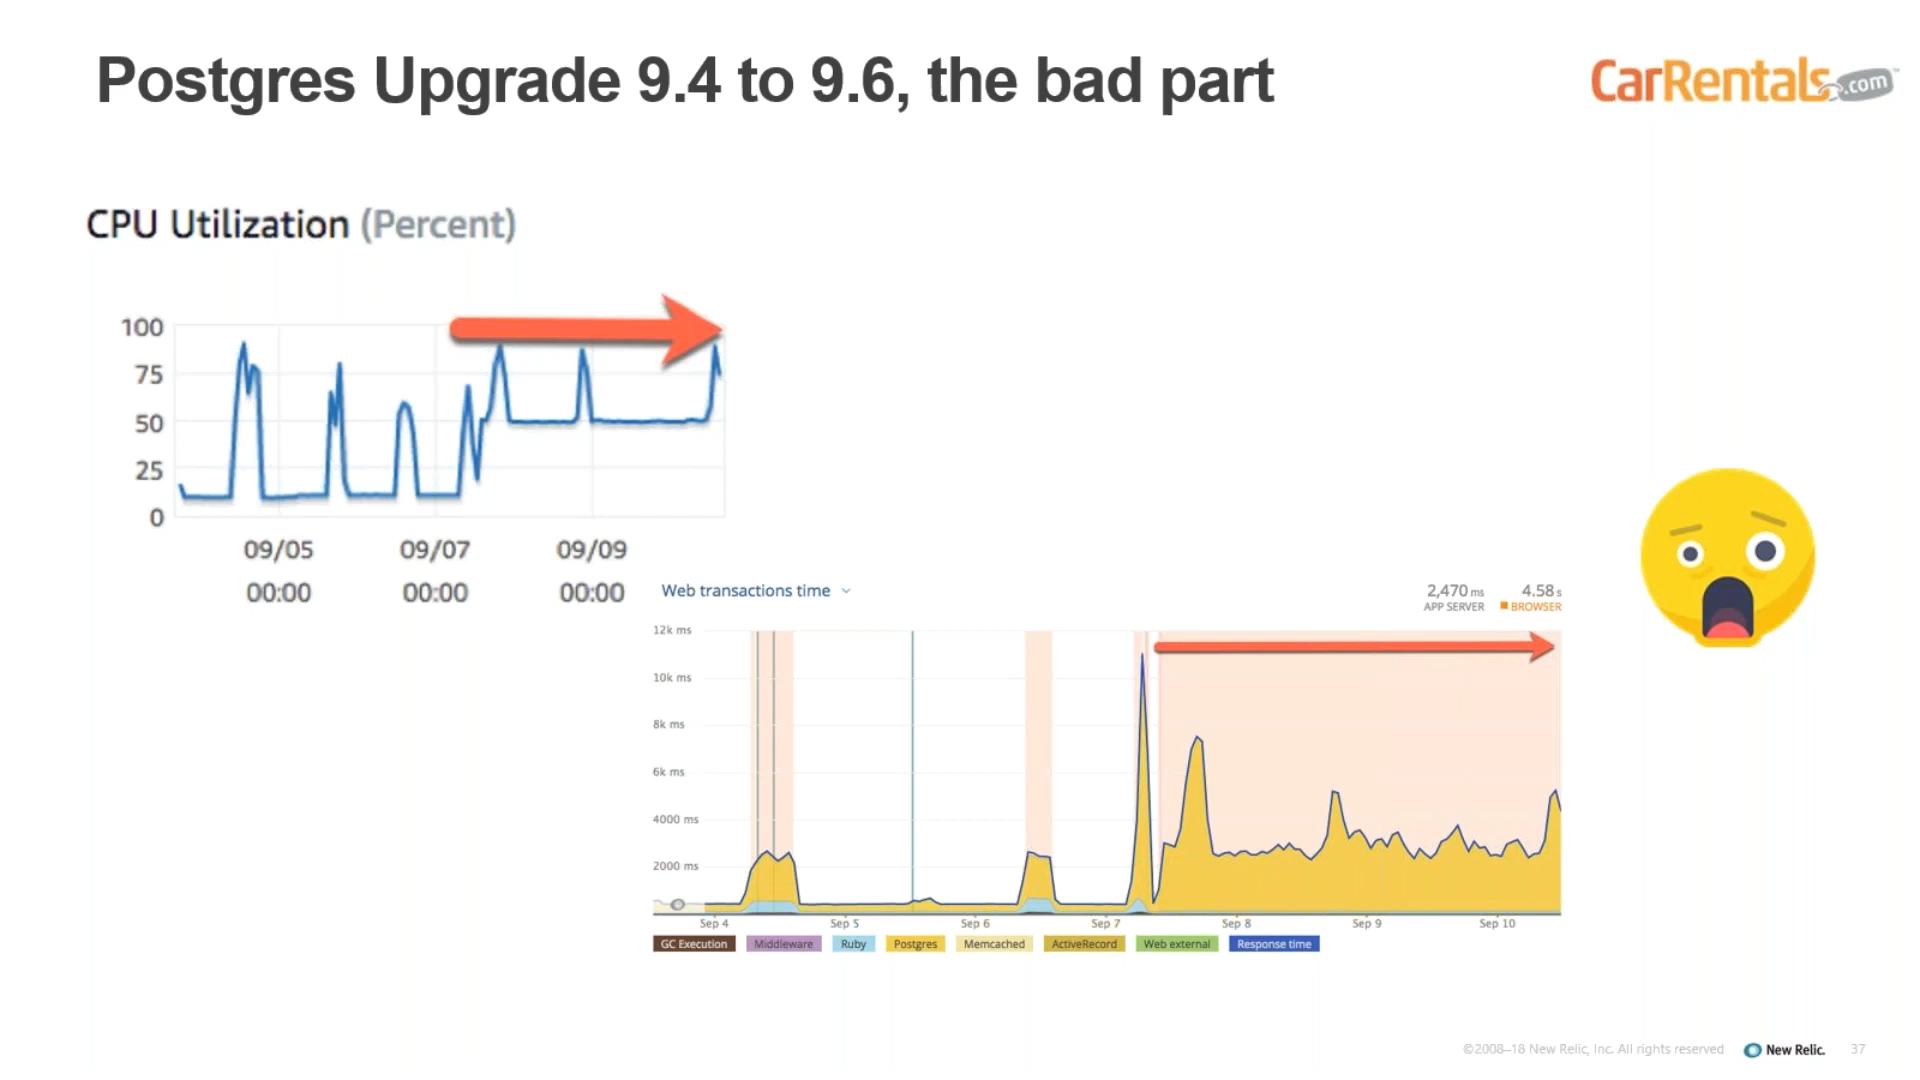 Postgres Upgrade 9.4 to 9.6, the bad part
CarRentals.com™
CPU Utilization (Percent)
100
75
50
25
0
09/05 09/07 09/09
00:00 00:00 00:00
Web transactions time
2,470 ms 4.58 s
APP SERVER BROWSER
12k ms
10k ms
8k ms
6k ms
4000 ms
2000 ms
Sep 4 Sep 5 Sep 6 Sep 7 Sep 8 Sep 9 Sep 10
GC Execution Middleware Ruby Postgres Memcached ActiveRecord Web external Response time
©2008–18 New Relic, Inc. All rights reserved New Relic. 37